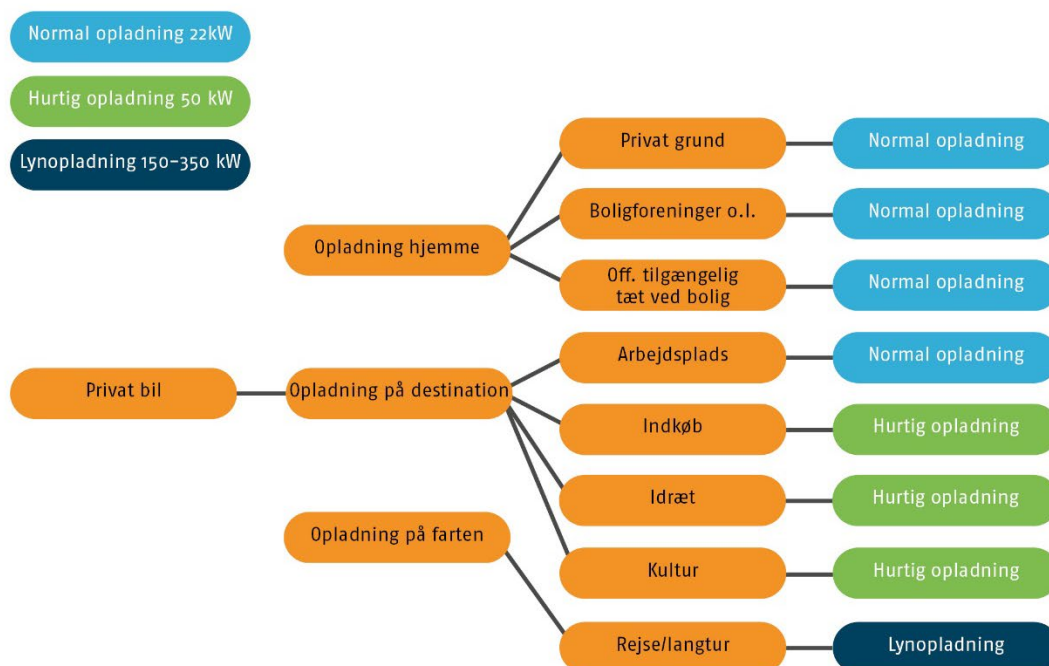 Normal opladning 22kW
Hurtig opladning 50 kW
Lynopladning 150-350 kW
Privat bil
Opladning hjemme
Privat grund
Normal opladning
Boligforeninger o.l.
Normal opladning
Off. tilgængelig
tæt ved bolig
Normal opladning
Opladning på destination
Arbejdsplads
Normal opladning
Indkøb
Hurtig opladning
Idræt
Hurtig opladning
Kultur
Hurtig opladning
Opladning på farten
Rejse/langtur
Lynopladning